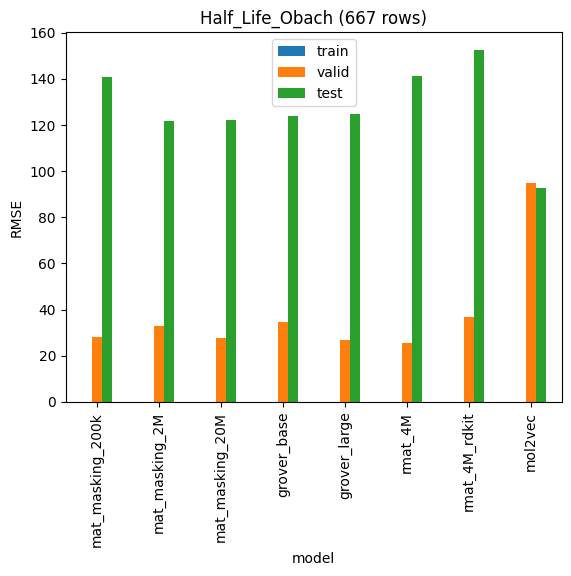 Half_Life_Obach (667 rows)
train
valid
test
RMSE
160
140
120
100
80
60
40
20
0
mat_masking_200k
mat_masking_2M
mat_masking_20M
grover_base
grover_large
rmat_4M
rmat_4M_rdkit
mol2vec
model